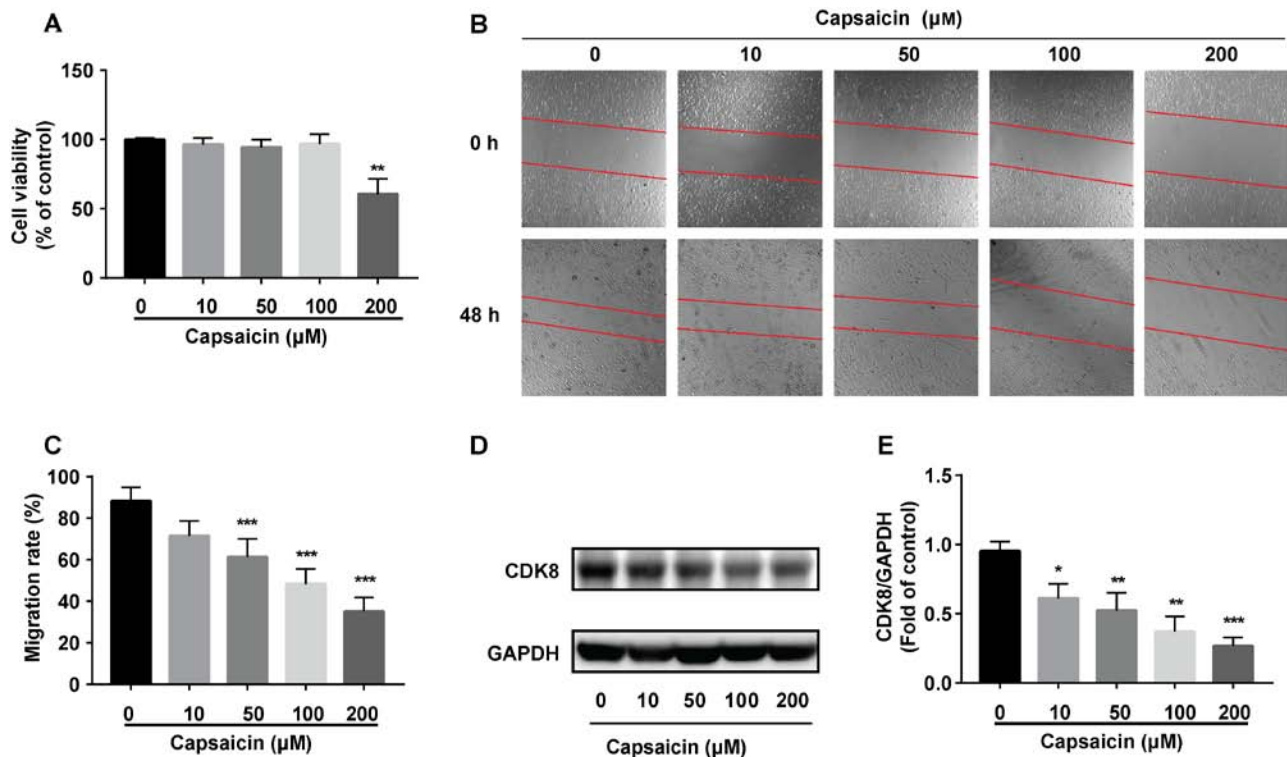 A
Cell viability
(% of control)
150
100
50
0
**
0 10 50 100 200
Capsaicin (µM)
B
Capsaicin (µM)
0 10 50 100 200
0 h
48 h
C
Migration rate (%)
100
80
60
40
20
0
*** *** ***
0 10 50 100 200
Capsaicin (µM)
D
CDK8
GAPDH
0 10 50 100 200
Capsaicin (µM)
E
CDK8/GAPDH
(Fold of control)
1.5
1.0
0.5
0.0
* ** ** ***
0 10 50 100 200
Capsaicin (µM)